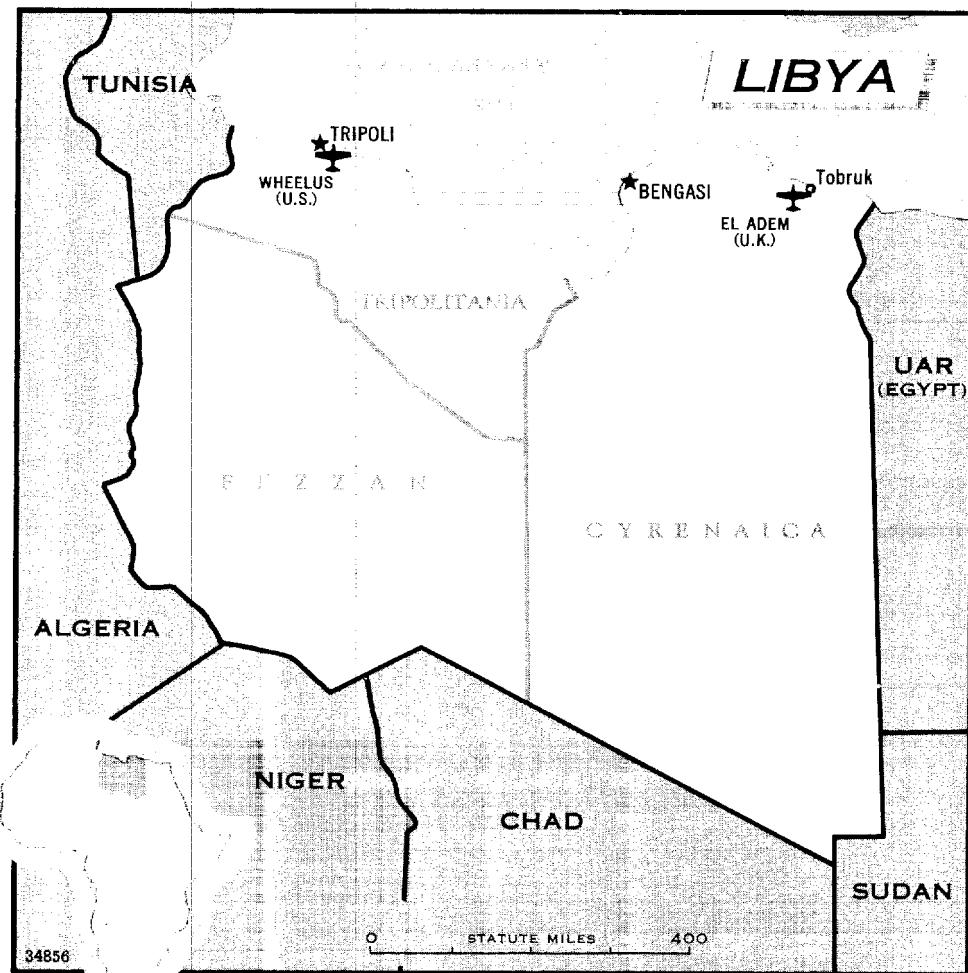 LIBYA
TUNISIA
TRIPOLI
WHEELUS
(U.S.)
BENGASI
Tobruk
EL ADEM
(U.K.)
TRIPOLITANIA
UAR
(EGYPT)
FEZZAN
CYRENAICA
ALGERIA
NIGER
CHAD
SUDAN
0 STATUTE MILES 400
34856